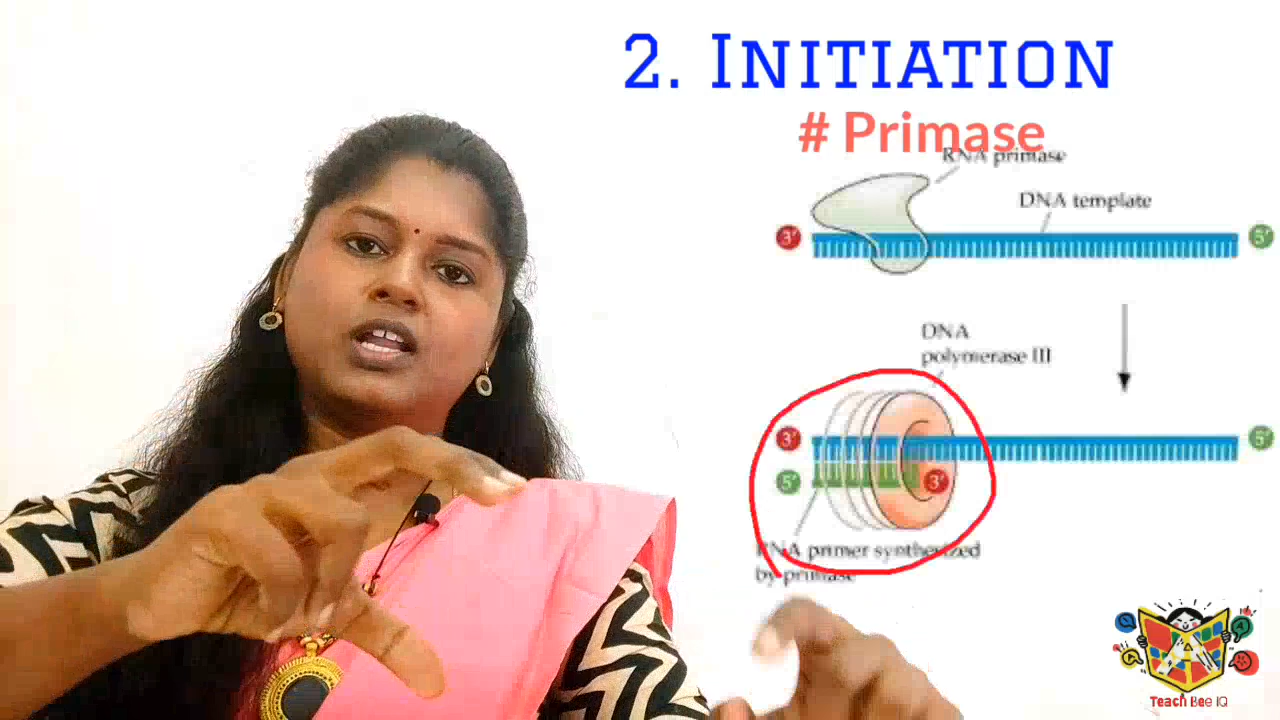 2. INITIATION
# Primase
RNA primase
DNA template
3′
5′
DNA
polymerase III
3′
5′
5′
3′
RNA primer synthesized
by primase
Teach Bee IQ